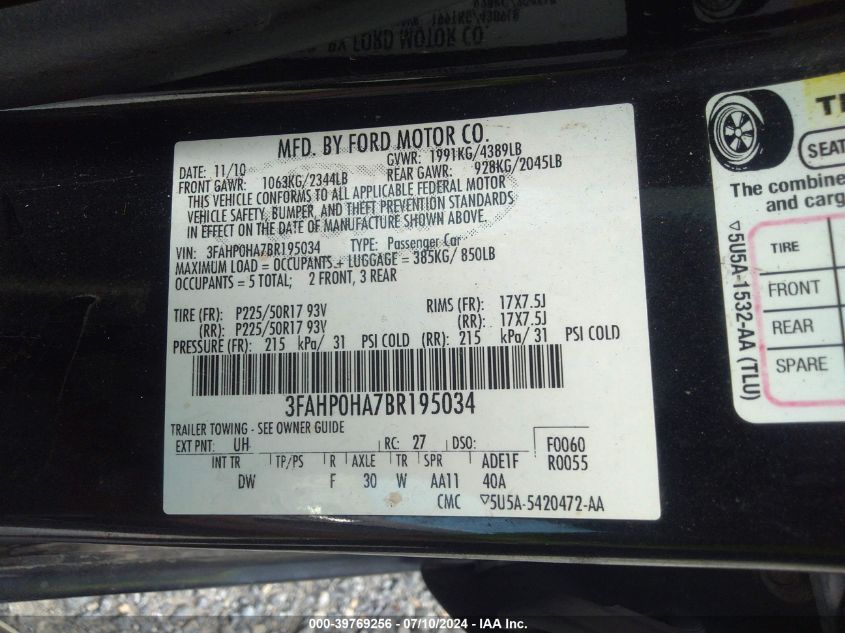 MFD. BY FORD MOTOR CO.
DATE: 11/10 GVWR: 1991KG/4389LB
FRONT GAWR: 1063KG/2344LB REAR GAWR: 928KG/2045LB
THIS VEHICLE CONFORMS TO ALL APPLICABLE FEDERAL MOTOR
VEHICLE SAFETY, BUMPER, AND THEFT PREVENTION STANDARDS
IN EFFECT ON THE DATE OF MANUFACTURE SHOWN ABOVE.
VIN: 3FAHP0HA7BR195034 TYPE: Passenger Car
MAXIMUM LOAD = OCCUPANTS + LUGGAGE = 385KG/ 850LB
OCCUPANTS = 5 TOTAL; 2 FRONT, 3 REAR
TIRE (FR): P225/50R17 93V RIMS (FR): 17X7.5J
(RR): P225/50R17 93V (RR): 17X7.5J
PRESSURE (FR): 215 kPa/ 31 PSI COLD (RR): 215 kPa/ 31 PSI COLD
3FAHP0HA7BR195034
TRAILER TOWING - SEE OWNER GUIDE
EXT PNT: UH RC: 27 DSO: F0060
INT TR TP/PS R AXLE TR SPR ADE1F R0055
DW F 30 W AA11 40A
CMC ▽5U5A-5420472-AA
SEAT
The combine
and carg
▽5U5A-1532-AA (TLU)
TIRE
FRONT
REAR
SPARE
000-39769256 - 07/10/2024 - IAA Inc.